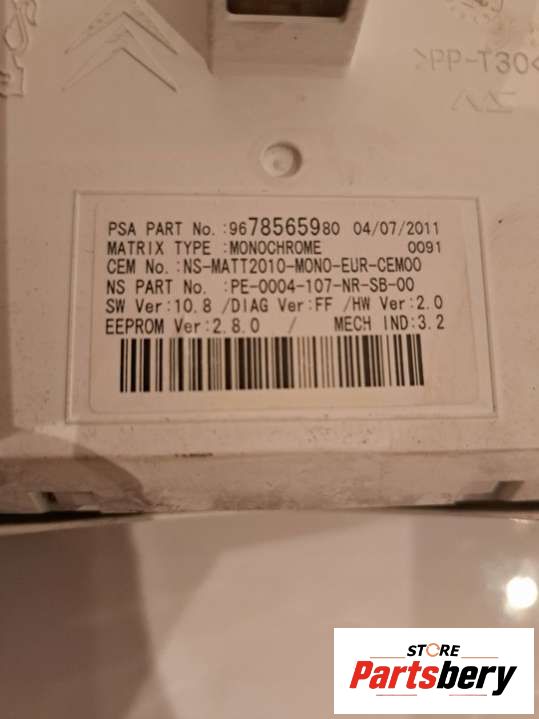 >PP-T30<
PSA PART No.:9678565980 04/07/2011
MATRIX TYPE :MONOCHROME 0091
CEM No.:NS-MATT2010-MONO-EUR-CEM00
NS PART No. :PE-0004-107-NR-SB-00
SW Ver:10.8 /DIAG Ver:FF /HW Ver:2.0
EEPROM Ver:2.8.0 / MECH IND:3.2
STORE
Partsbery